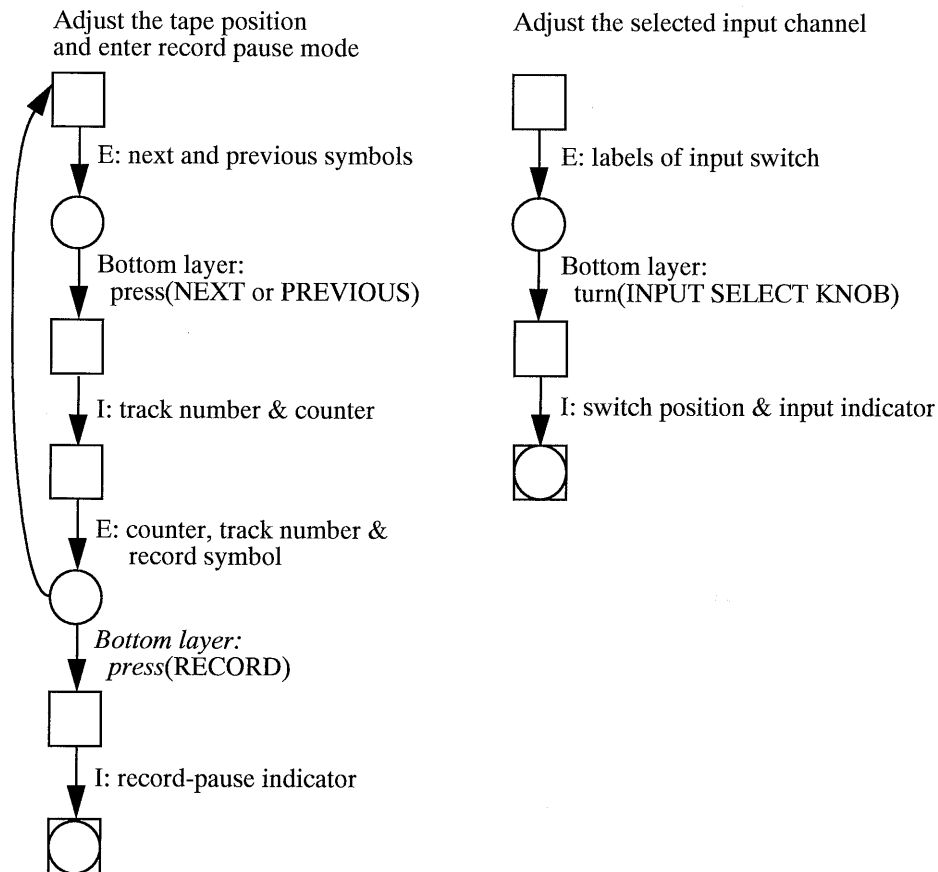 Adjust the tape position
and enter record pause mode
E: next and previous symbols
Bottom layer:
press(NEXT or PREVIOUS)
I: track number & counter
E: counter, track number &
record symbol
Bottom layer:
press(RECORD)
I: record-pause indicator
Adjust the selected input channel
E: labels of input switch
Bottom layer:
turn(INPUT SELECT KNOB)
I: switch position & input indicator